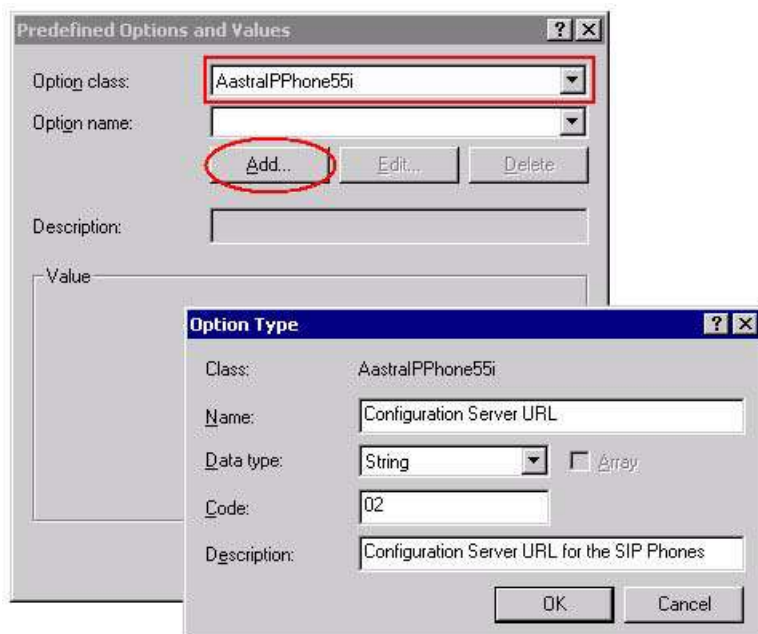 Predefined Options and Values
Option class: AastraIPPhone55i
Option name:
Add... Edit... Delete
Description:
Value
Option Type
Class: AastraIPPhone55i
Name: Configuration Server URL
Data type: String Array
Code: 02
Description: Configuration Server URL for the SIP Phones
OK Cancel